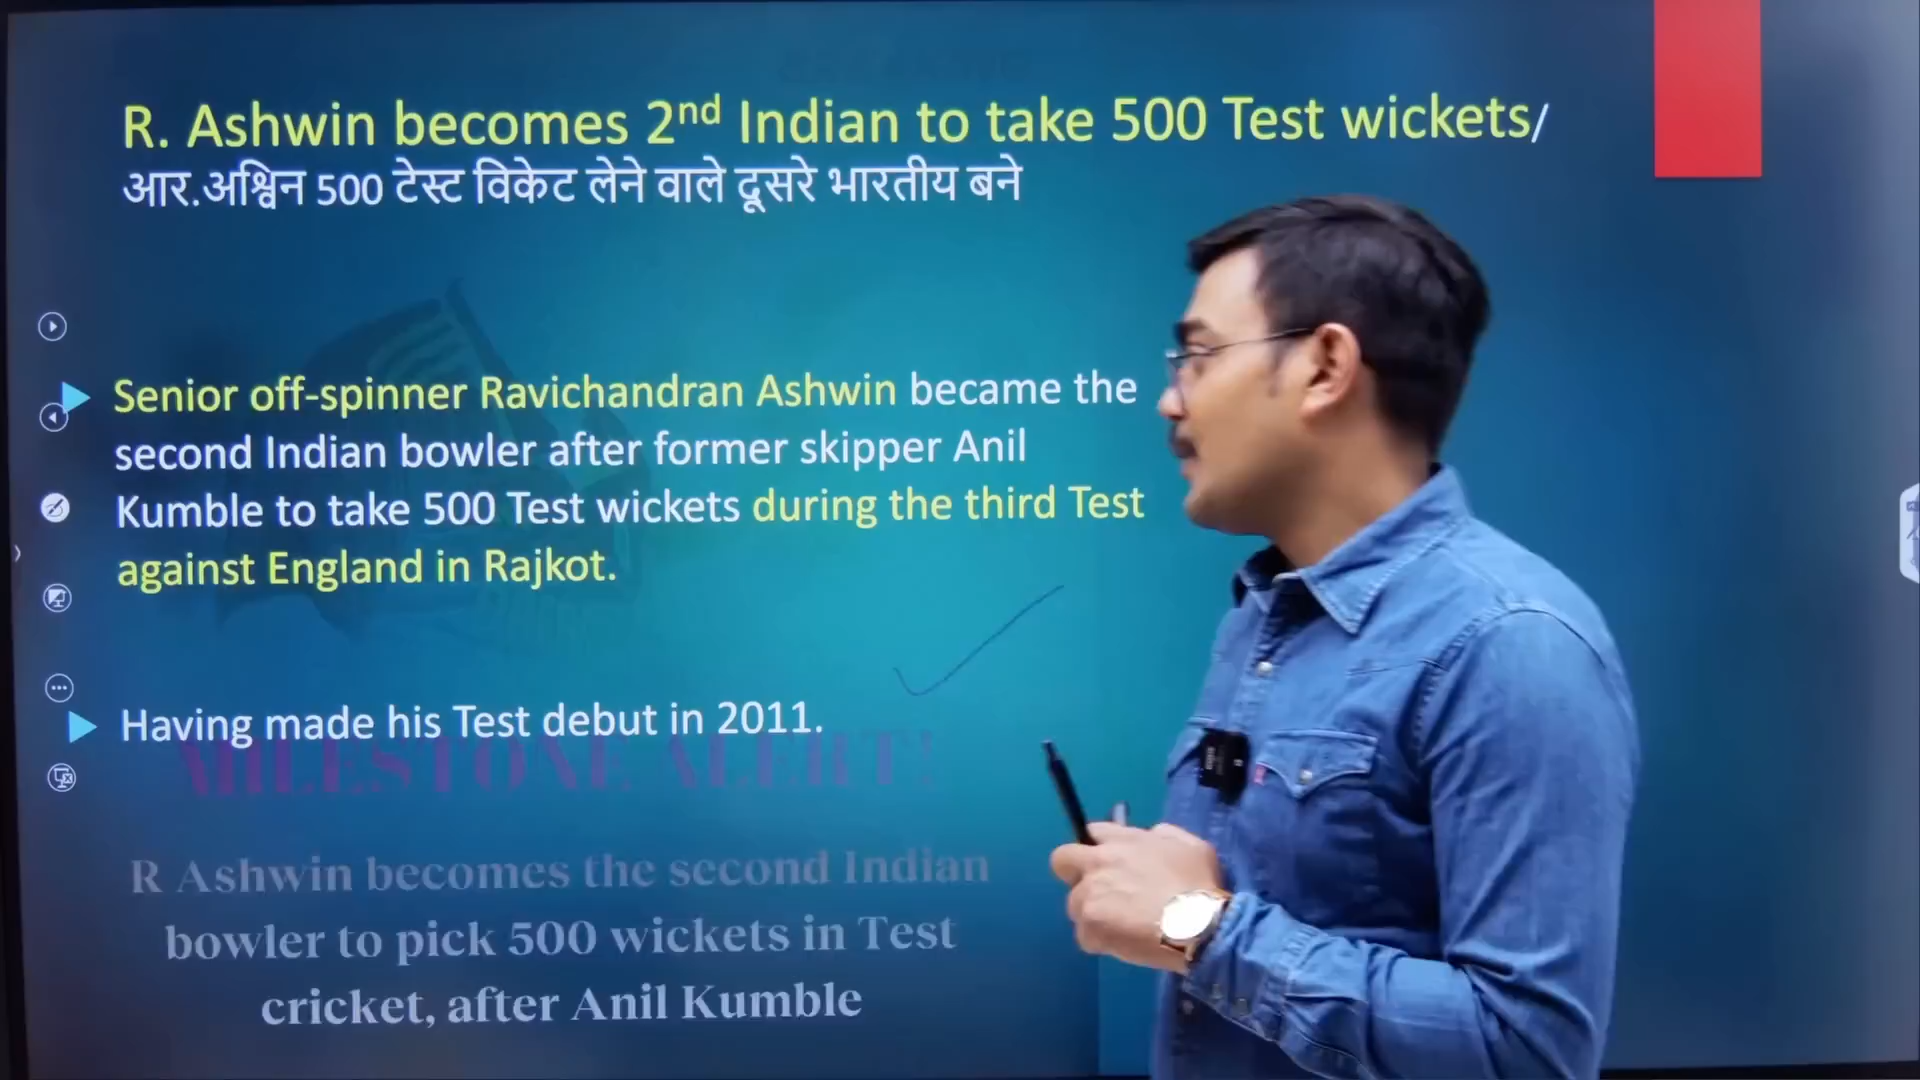 R. Ashwin becomes 2nd Indian to take 500 Test wickets/
आर.अश्विन 500 टेस्ट विकेट लेने वाले दूसरे भारतीय बने
Senior off-spinner Ravichandran Ashwin became the
second Indian bowler after former skipper Anil
Kumble to take 500 Test wickets during the third Test
against England in Rajkot.
Having made his Test debut in 2011.
MILESTONE ALERT!
R Ashwin becomes the second Indian
bowler to pick 500 wickets in Test
cricket, after Anil Kumble